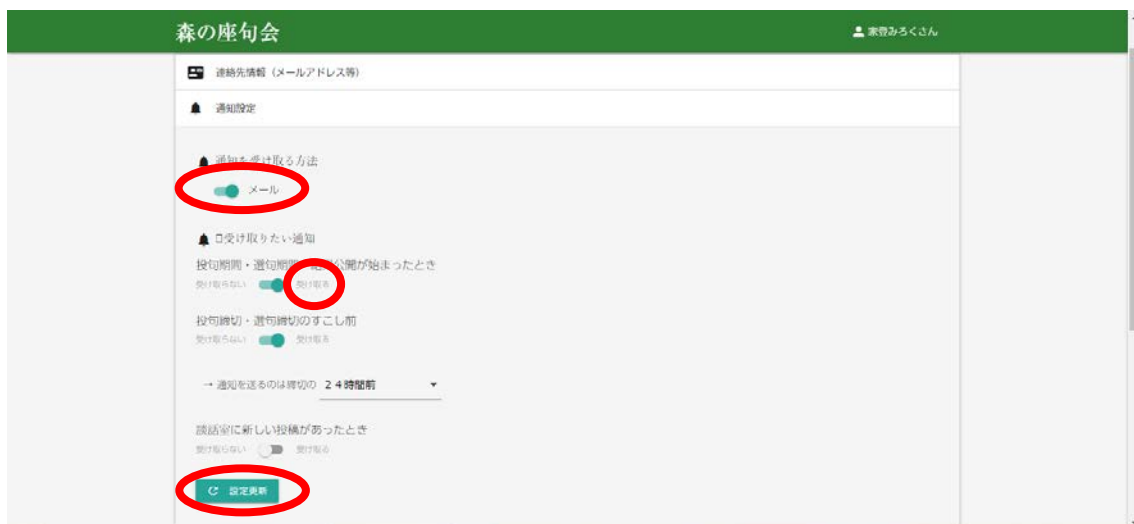 森の座句会
家登みろくさん
連絡先情報（メールアドレス等）
通知設定
通知を受け取る方法
メール
受け取りたい通知
投句期間・選句期間・結果公開が始まったとき
受け取らない 受け取る
投句締切・選句締切のすこし前
受け取らない 受け取る
→ 通知を送るのは締切の ２４時間前
談話室に新しい投稿があったとき
受け取らない 受け取る
設定更新